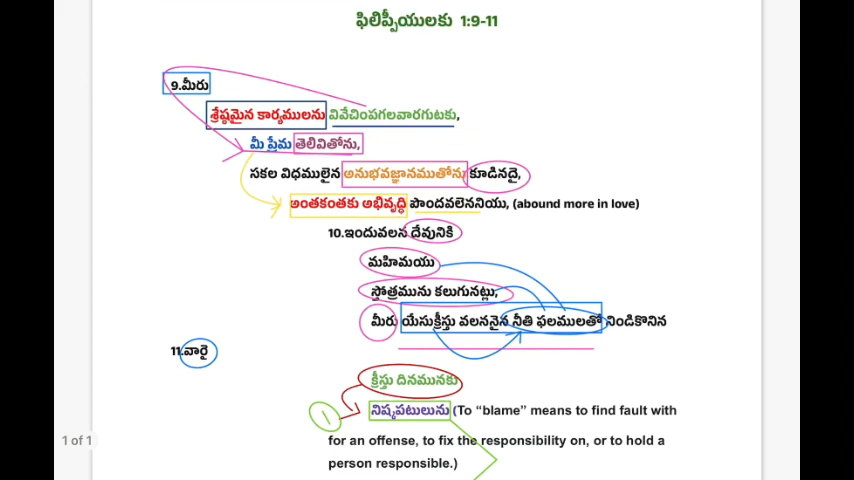 ఫిలిప్పీయులకు 1:9-11
9.మీరు
శ్రేష్ఠమైన కార్యములను వివేచింపగలవారగుటకు,
మీ ప్రేమ తెలివితోను,
సకల విధములైన అనుభవజ్ఞానముతోను కూడినదై,
అంతకంతకు అభివృద్ధి పొందవలెననియు, (abound more in love)
10.ఇందువలన దేవునికి
మహిమయు
స్తోత్రమును కలుగునట్లు,
మీరు యేసుక్రీస్తు వలననైన నీతి ఫలములతో నిండికొనిన
11.వారై
క్రీస్తు దినమునకు
1 నిష్కపటులును (To “blame” means to find fault with
1 of 1 for an offense, to fix the responsibility on, or to hold a
person responsible.)